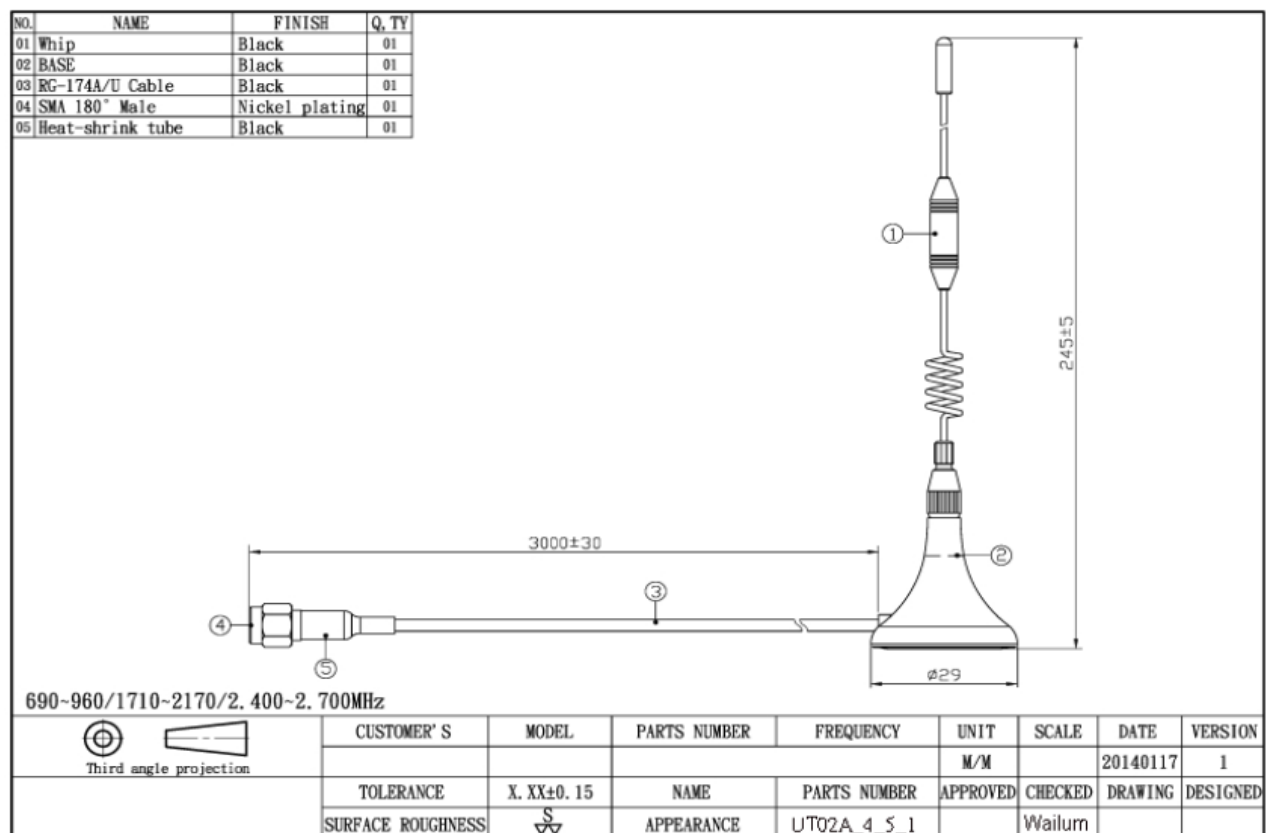 NO. NAME FINISH Q, TY
01 Whip Black 01
02 BASE Black 01
03 RG-174A/U Cable Black 01
04 SMA 180° Male Nickel plating 01
05 Heat-shrink tube Black 01
①
245±5
②
3000±30
③
④
⑤
ø29
690~960/1710~2170/2.400~2.700MHz
CUSTOMER'S MODEL PARTS NUMBER FREQUENCY UNIT SCALE DATE VERSION
Third angle projection
M/M 20140117 1
TOLERANCE X.XX±0.15 NAME PARTS NUMBER APPROVED CHECKED DRAWING DESIGNED
SURFACE ROUGHNESS S APPEARANCE UT02A_4_5_1 Wailum